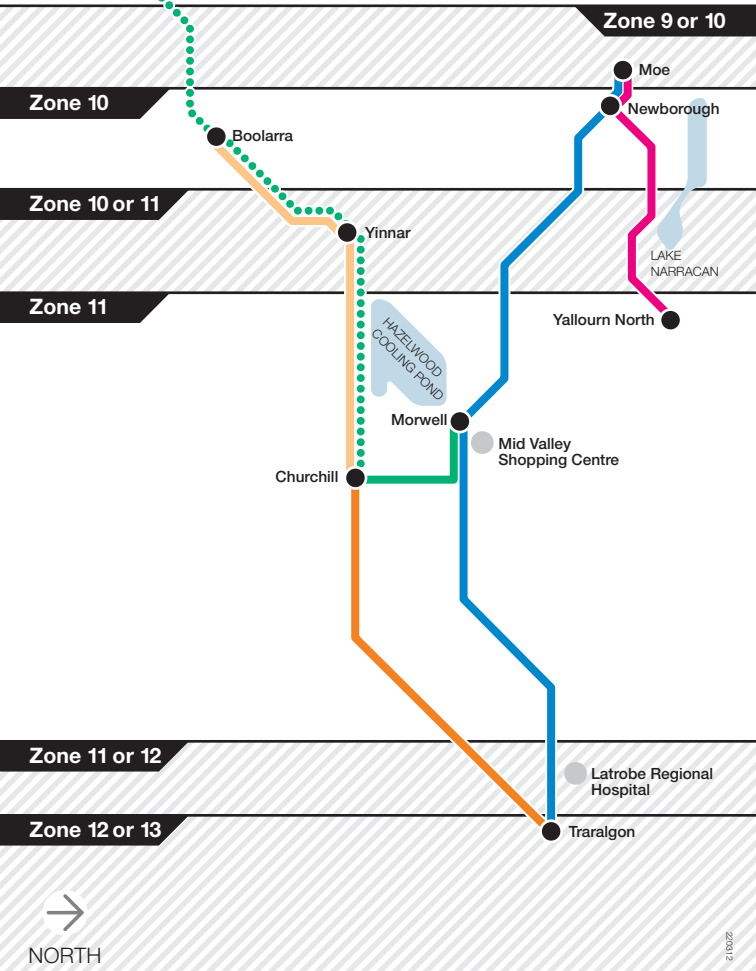 Zone 9 or 10
Moe
Zone 10
Newborough
Boolarra
Zone 10 or 11
Yinnar
LAKE
NARRACAN
Zone 11
Yallourn North
HAZELWOOD
COOLING POND
Morwell
Mid Valley
Shopping Centre
Churchill
Zone 11 or 12
Latrobe Regional
Hospital
Zone 12 or 13
Traralgon
NORTH
220312